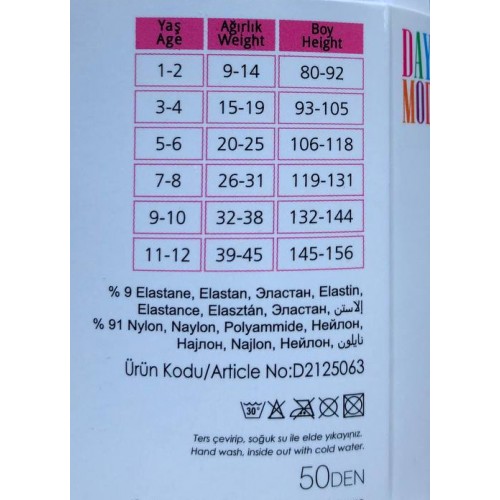 Yaş Age Ağırlık Weight Boy Height
1-2 9-14 80-92
3-4 15-19 93-105
5-6 20-25 106-118
7-8 26-31 119-131
9-10 32-38 132-144
11-12 39-45 145-156
% 9 Elastane, Elastan, Эластан, Elastin,
Elastance, Elasztán, Эластан, إلاستن
% 91 Nylon, Naylon, Polyammide, Нейлон,
Најлон, Najlon, Нейлон, نايلون
Ürün Kodu/Article No:D2125063
30°
Ters çevirip, soğuk su ile elde yıkayınız.
Hand wash, inside out with cold water.
50DEN
DAY
MOD